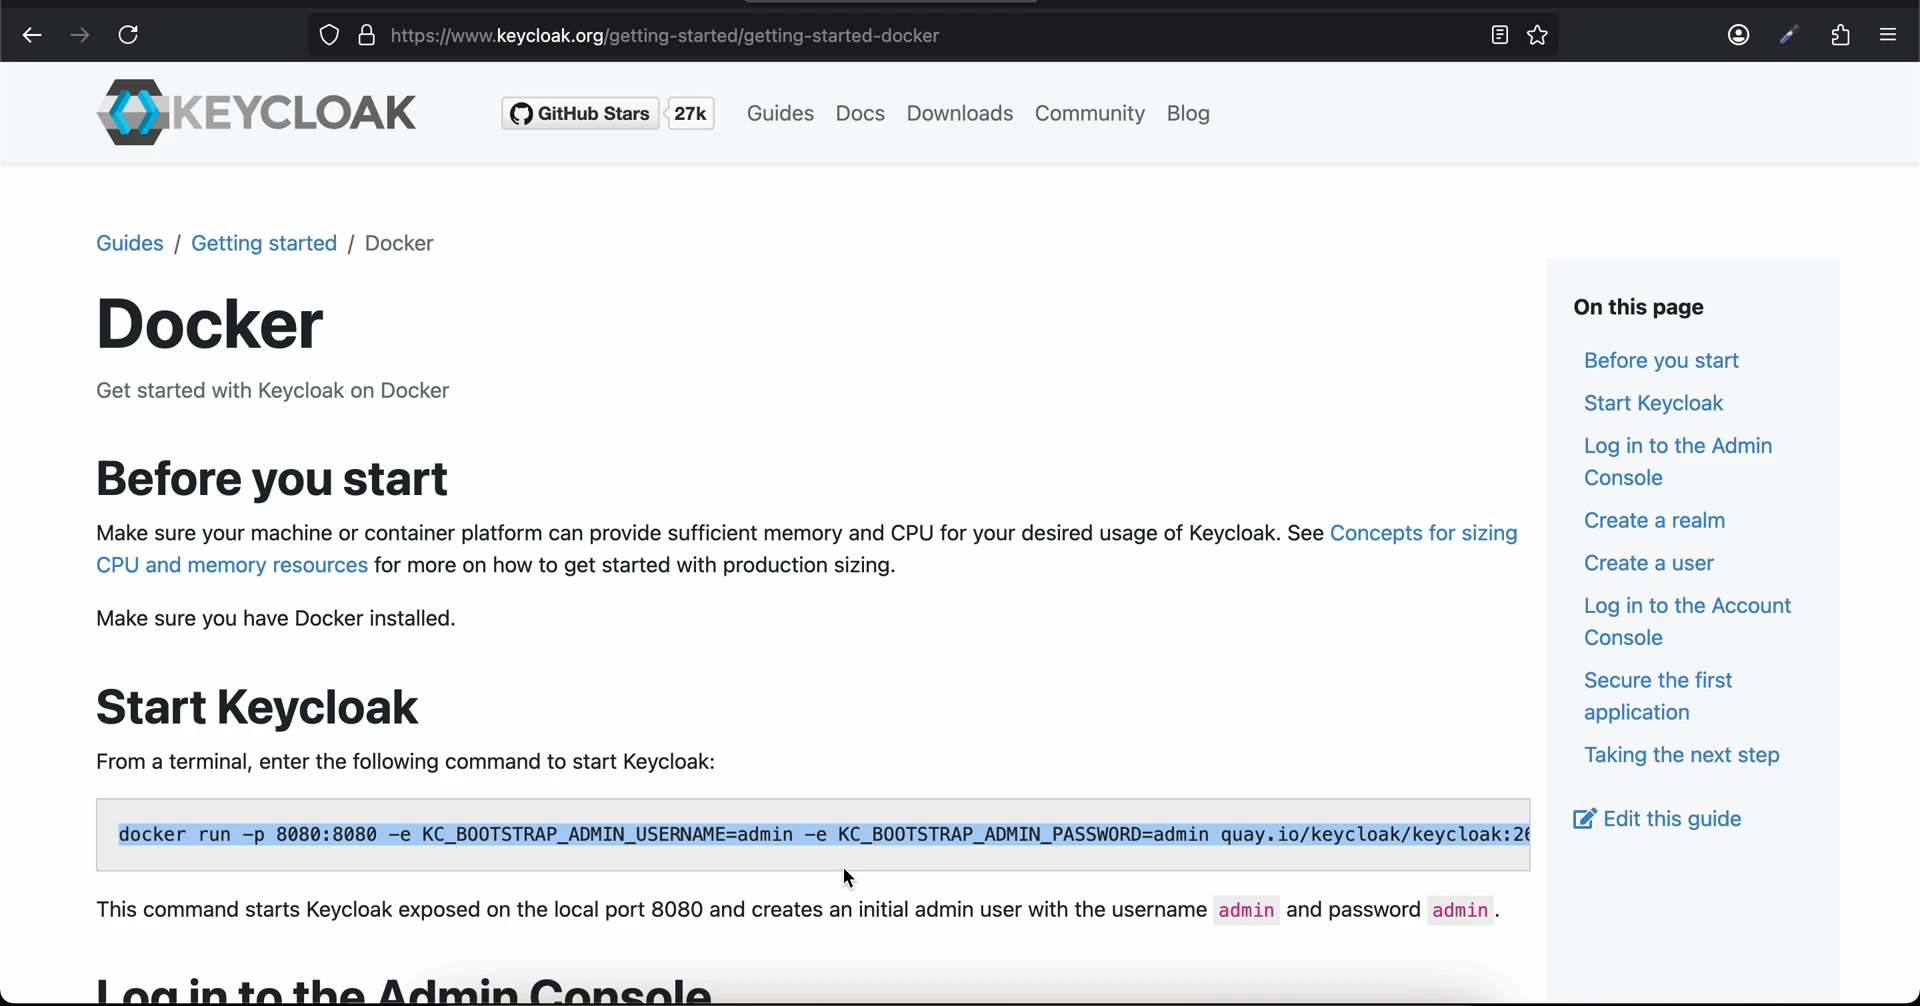 https://www.keycloak.org/getting-started/getting-started-docker
KEYCLOAK
GitHub Stars 27k
Guides Docs Downloads Community Blog
Guides / Getting started / Docker
Docker
Get started with Keycloak on Docker
Before you start
Make sure your machine or container platform can provide sufficient memory and CPU for your desired usage of Keycloak. See Concepts for sizing
CPU and memory resources for more on how to get started with production sizing.
Make sure you have Docker installed.
Start Keycloak
From a terminal, enter the following command to start Keycloak:
docker run -p 8080:8080 -e KC_BOOTSTRAP_ADMIN_USERNAME=admin -e KC_BOOTSTRAP_ADMIN_PASSWORD=admin quay.io/keycloak/keycloak:26
This command starts Keycloak exposed on the local port 8080 and creates an initial admin user with the username admin and password admin.
Log in to the Admin Console
On this page
Before you start
Start Keycloak
Log in to the Admin
Console
Create a realm
Create a user
Log in to the Account
Console
Secure the first
application
Taking the next step
Edit this guide